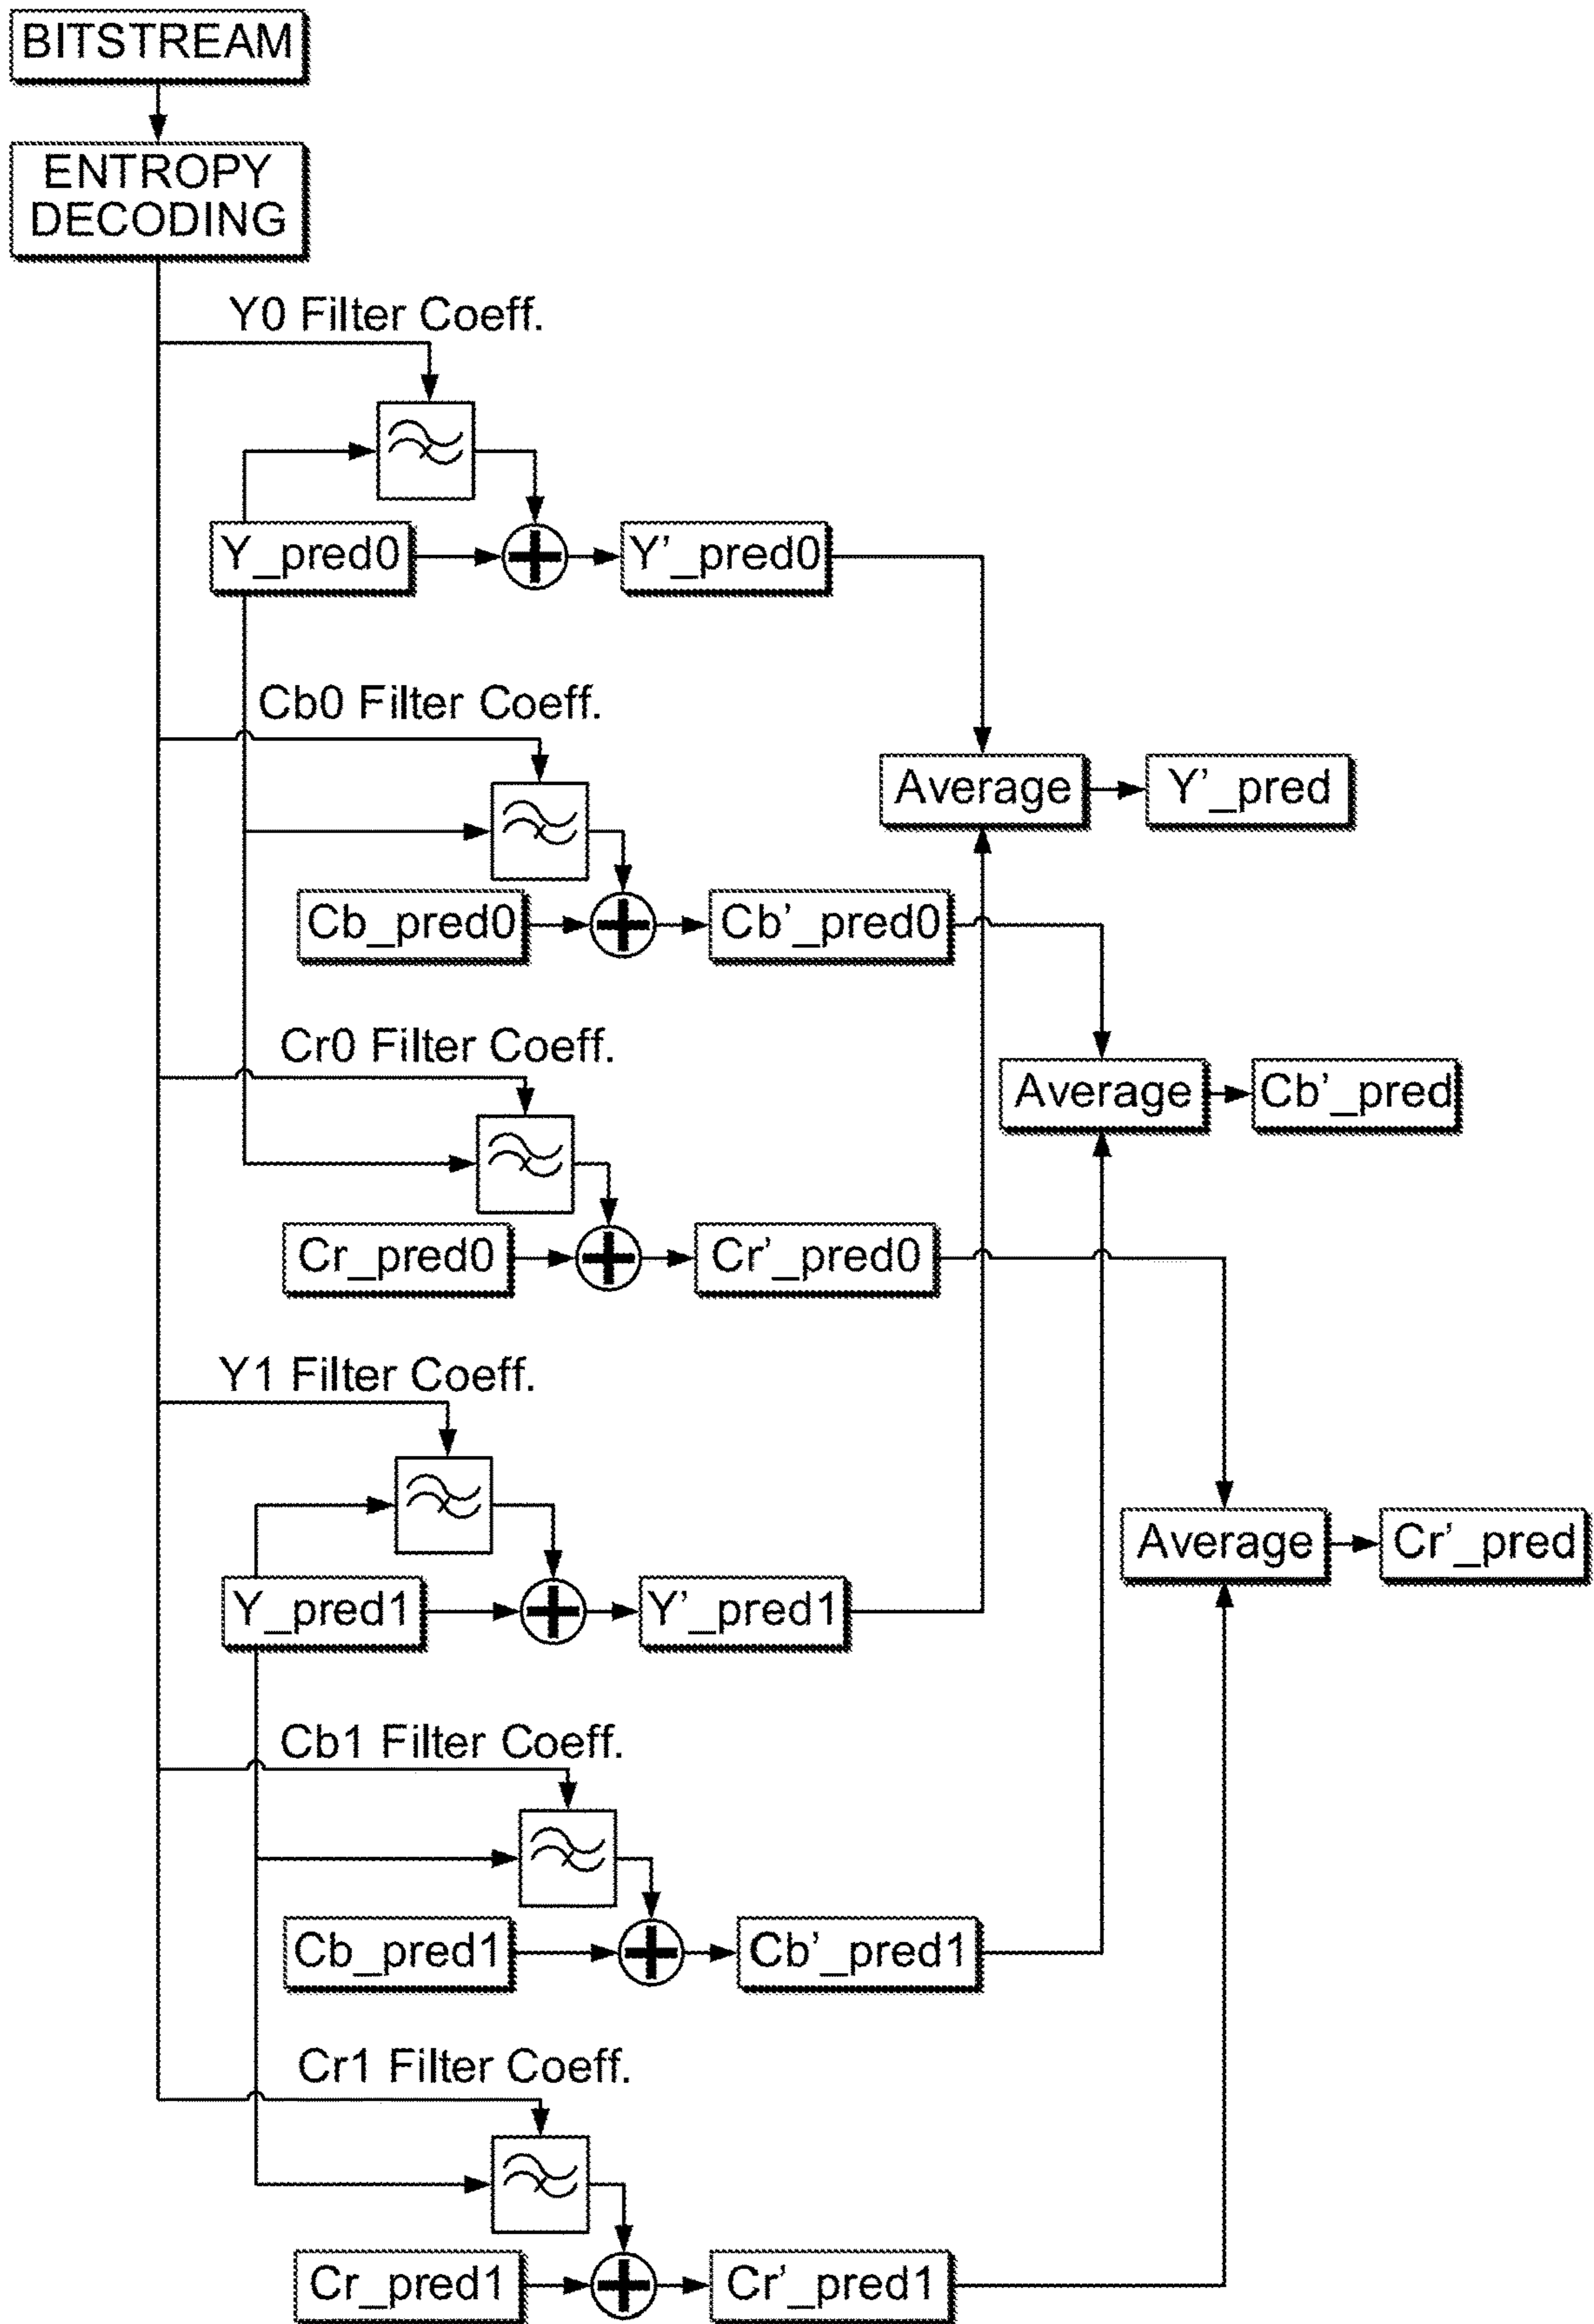 BITSTREAM
ENTROPY
DECODING
Y0 Filter Coeff.
Y_pred0
Y'_pred0
Cb0 Filter Coeff.
Average
Y'_pred
Cb_pred0
Cb'_pred0
Cr0 Filter Coeff.
Average
Cb'_pred
Cr_pred0
Cr'_pred0
Y1 Filter Coeff.
Average
Cr'_pred
Y_pred1
Y'_pred1
Cb1 Filter Coeff.
Cb_pred1
Cb'_pred1
Cr1 Filter Coeff.
Cr_pred1
Cr'_pred1